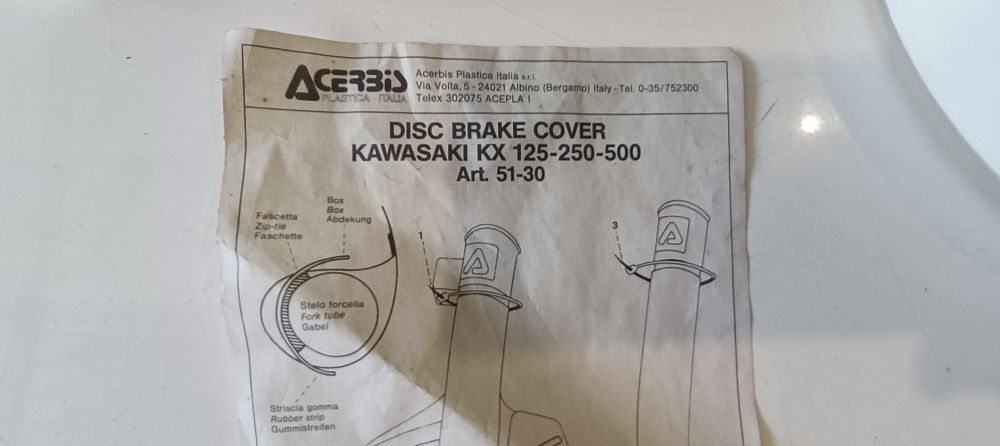 ACERBIS
PLASTICA ITALIA
Acerbis Plastica Italia s.r.l.
Via Volta, 5 - 24021 Albino (Bergamo) Italy - Tel. 0-35/752300
Telex 302075 ACEPLA I
DISC BRAKE COVER
KAWASAKI KX 125-250-500
Art. 51-30
Box
Box
Abdekung
Fascetta
Zip-tie
Faschette
1
3
Stelo forcella
Fork tube
Gabel
Striscia gomma
Rubber strip
Gummistreifen